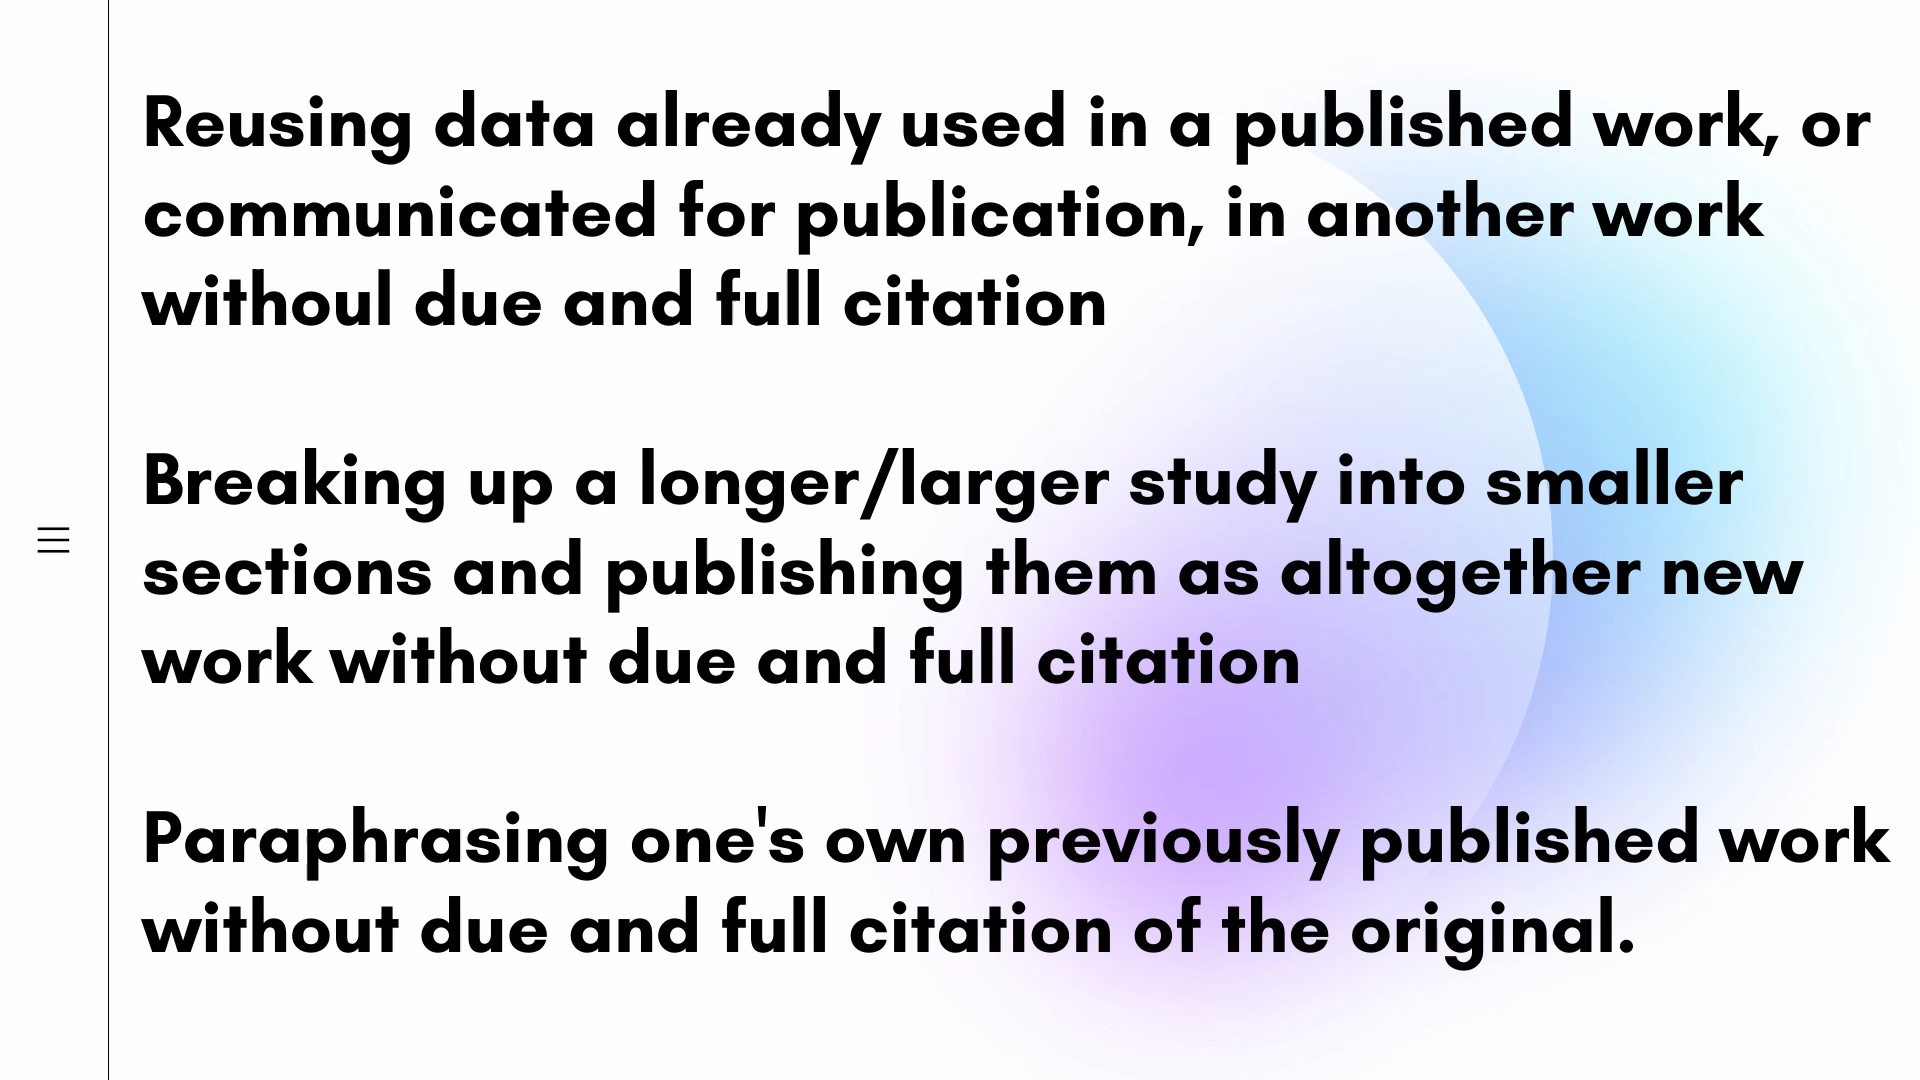 Reusing data already used in a published work, or
communicated for publication, in another work
withoul due and full citation
Breaking up a longer/larger study into smaller
sections and publishing them as altogether new
work without due and full citation
Paraphrasing one's own previously published work
without due and full citation of the original.